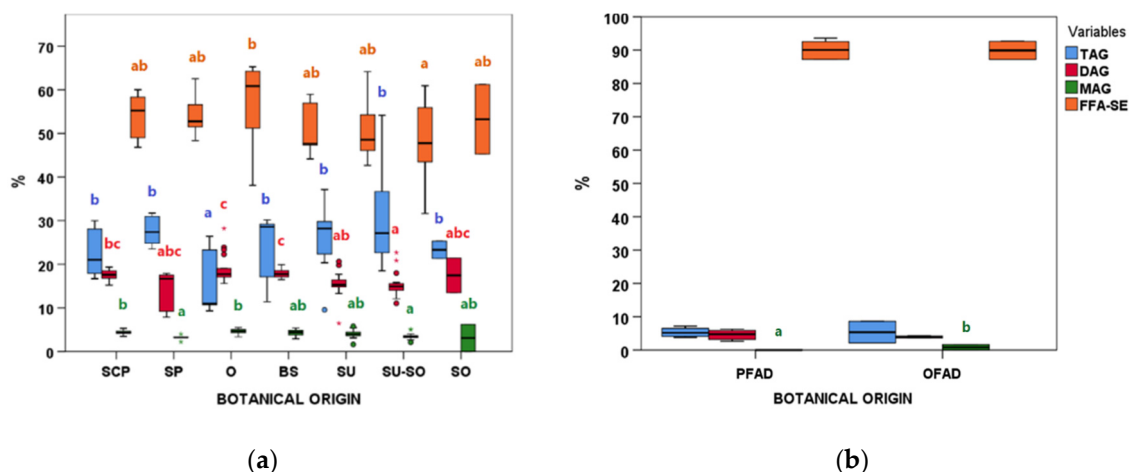 70
60
50
40
30
20
10
0
%
ab
ab
b
ab
ab
a
ab
b
b
a
b
b
b
b
bc
abc
c
c
ab
a
abc
b
a
b
ab
ab
a
ab
SCP
SP
O
BS
SU
SU-SO
SO
BOTANICAL ORIGIN
(a)
100
90
80
70
60
50
40
30
20
10
0
%
a
b
PFAD
OFAD
BOTANICAL ORIGIN
Variables
TAG
DAG
MAG
FFA-SE
(b)